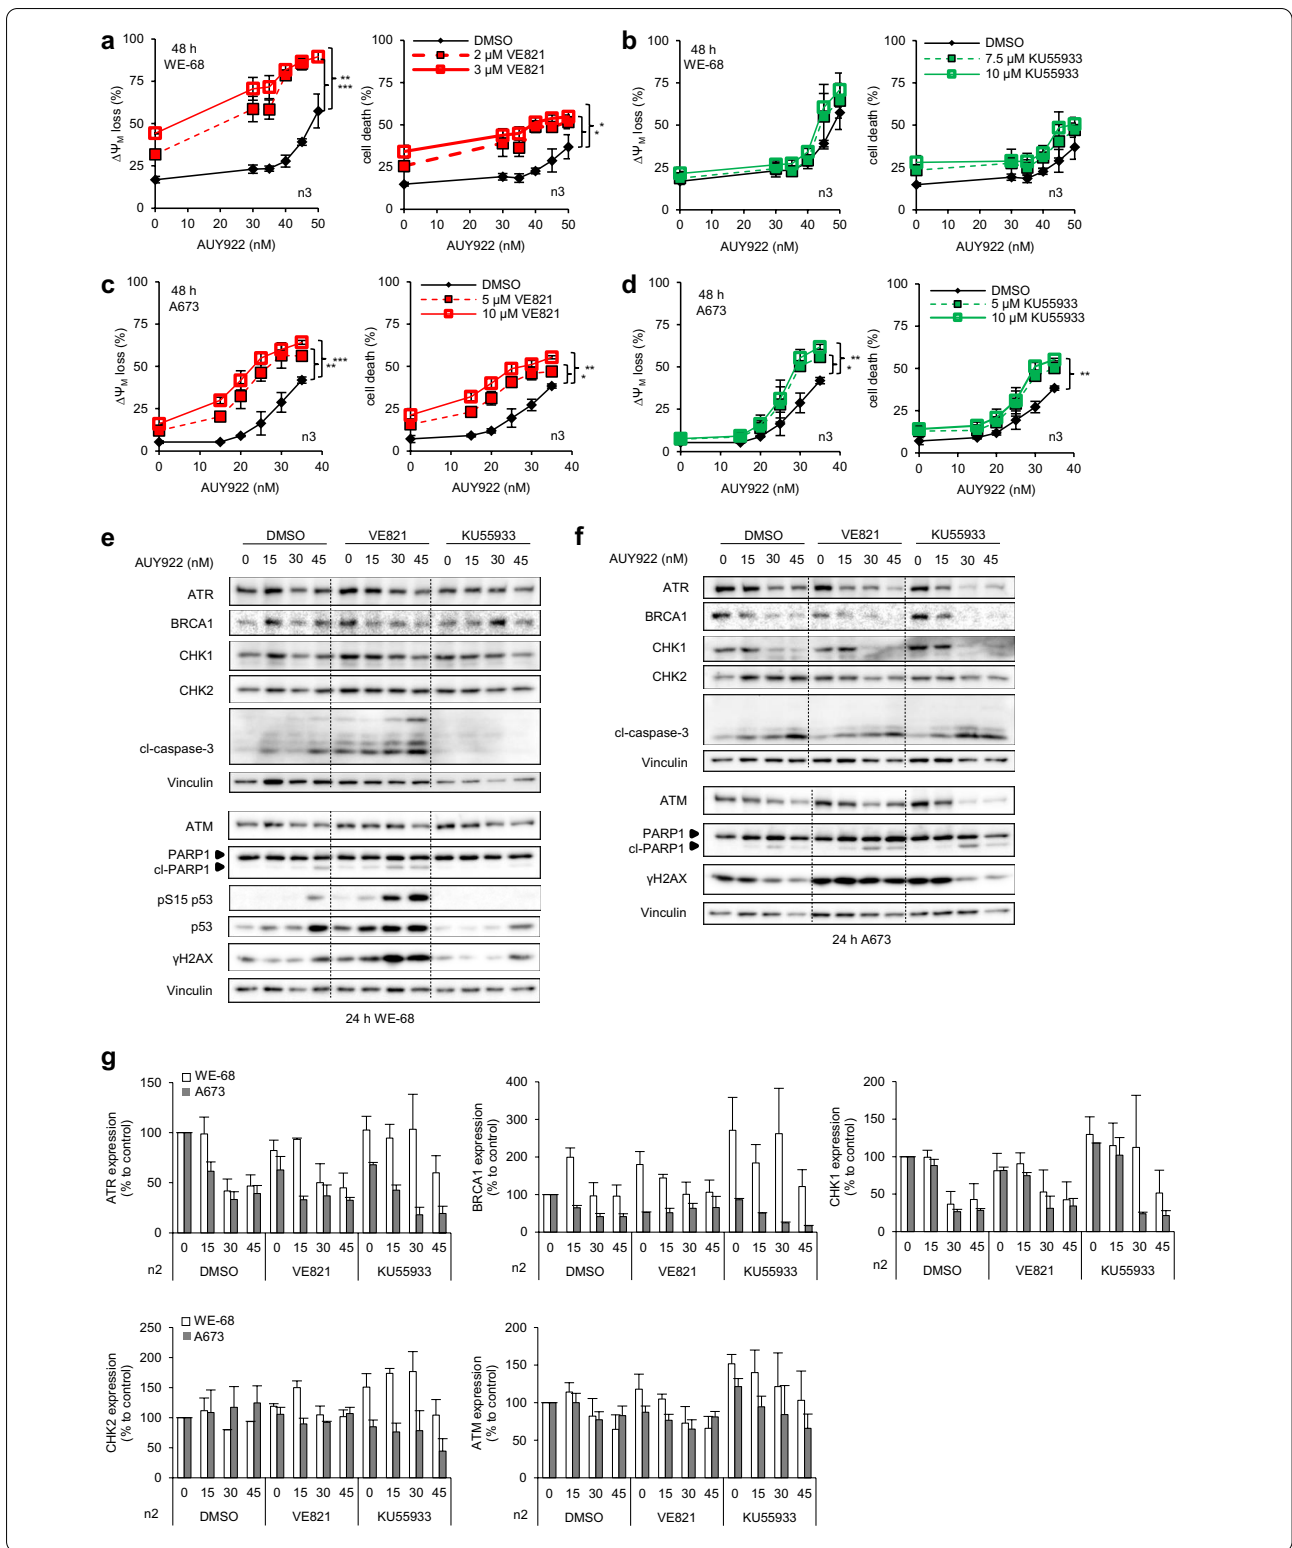 a
48 h
WE-68
ΔΨM loss (%)
100
75
50
25
0
0 10 20 30 40 50
AUY922 (nM)
n3
**
***
cell death (%)
100
75
50
25
0
0 10 20 30 40 50
AUY922 (nM)
n3
DMSO
2 µM VE821
3 µM VE821
*
*
b
48 h
WE-68
ΔΨM loss (%)
100
75
50
25
0
0 10 20 30 40 50
AUY922 (nM)
n3
cell death (%)
100
75
50
25
0
0 10 20 30 40 50
AUY922 (nM)
n3
DMSO
7.5 µM KU55933
10 µM KU55933
c
48 h
A673
ΔΨM loss (%)
100
75
50
25
0
0 10 20 30 40
AUY922 (nM)
n3
***
**
cell death (%)
100
75
50
25
0
0 10 20 30 40
AUY922 (nM)
n3
DMSO
5 µM VE821
10 µM VE821
**
*
d
48 h
A673
ΔΨM loss (%)
100
75
50
25
0
0 10 20 30 40
AUY922 (nM)
n3
**
*
cell death (%)
100
75
50
25
0
0 10 20 30 40
AUY922 (nM)
n3
DMSO
5 µM KU55933
10 µM KU55933
**
e
DMSO VE821 KU55933
AUY922 (nM) 0 15 30 45 0 15 30 45 0 15 30 45
ATR
BRCA1
CHK1
CHK2
cl-caspase-3
Vinculin
ATM
PARP1
cl-PARP1
pS15 p53
p53
γH2AX
Vinculin
24 h WE-68
f
DMSO VE821 KU55933
AUY922 (nM) 0 15 30 45 0 15 30 45 0 15 30 45
ATR
BRCA1
CHK1
CHK2
cl-caspase-3
Vinculin
ATM
PARP1
cl-PARP1
γH2AX
Vinculin
24 h A673
g
WE-68
A673
ATR expression
(% to control)
150
100
50
0
0 15 30 45 0 15 30 45 0 15 30 45
n2 DMSO VE821 KU55933
BRCA1 expression
(% to control)
400
300
200
100
0
0 15 30 45 0 15 30 45 0 15 30 45
n2 DMSO VE821 KU55933
CHK1 expression
(% to control)
200
150
100
50
0
0 15 30 45 0 15 30 45 0 15 30 45
n2 DMSO VE821 KU55933
WE-68
A673
CHK2 expression
(% to control)
250
200
150
100
50
0
0 15 30 45 0 15 30 45 0 15 30 45
n2 DMSO VE821 KU55933
ATM expression
(% to control)
200
150
100
50
0
0 15 30 45 0 15 30 45 0 15 30 45
n2 DMSO VE821 KU55933